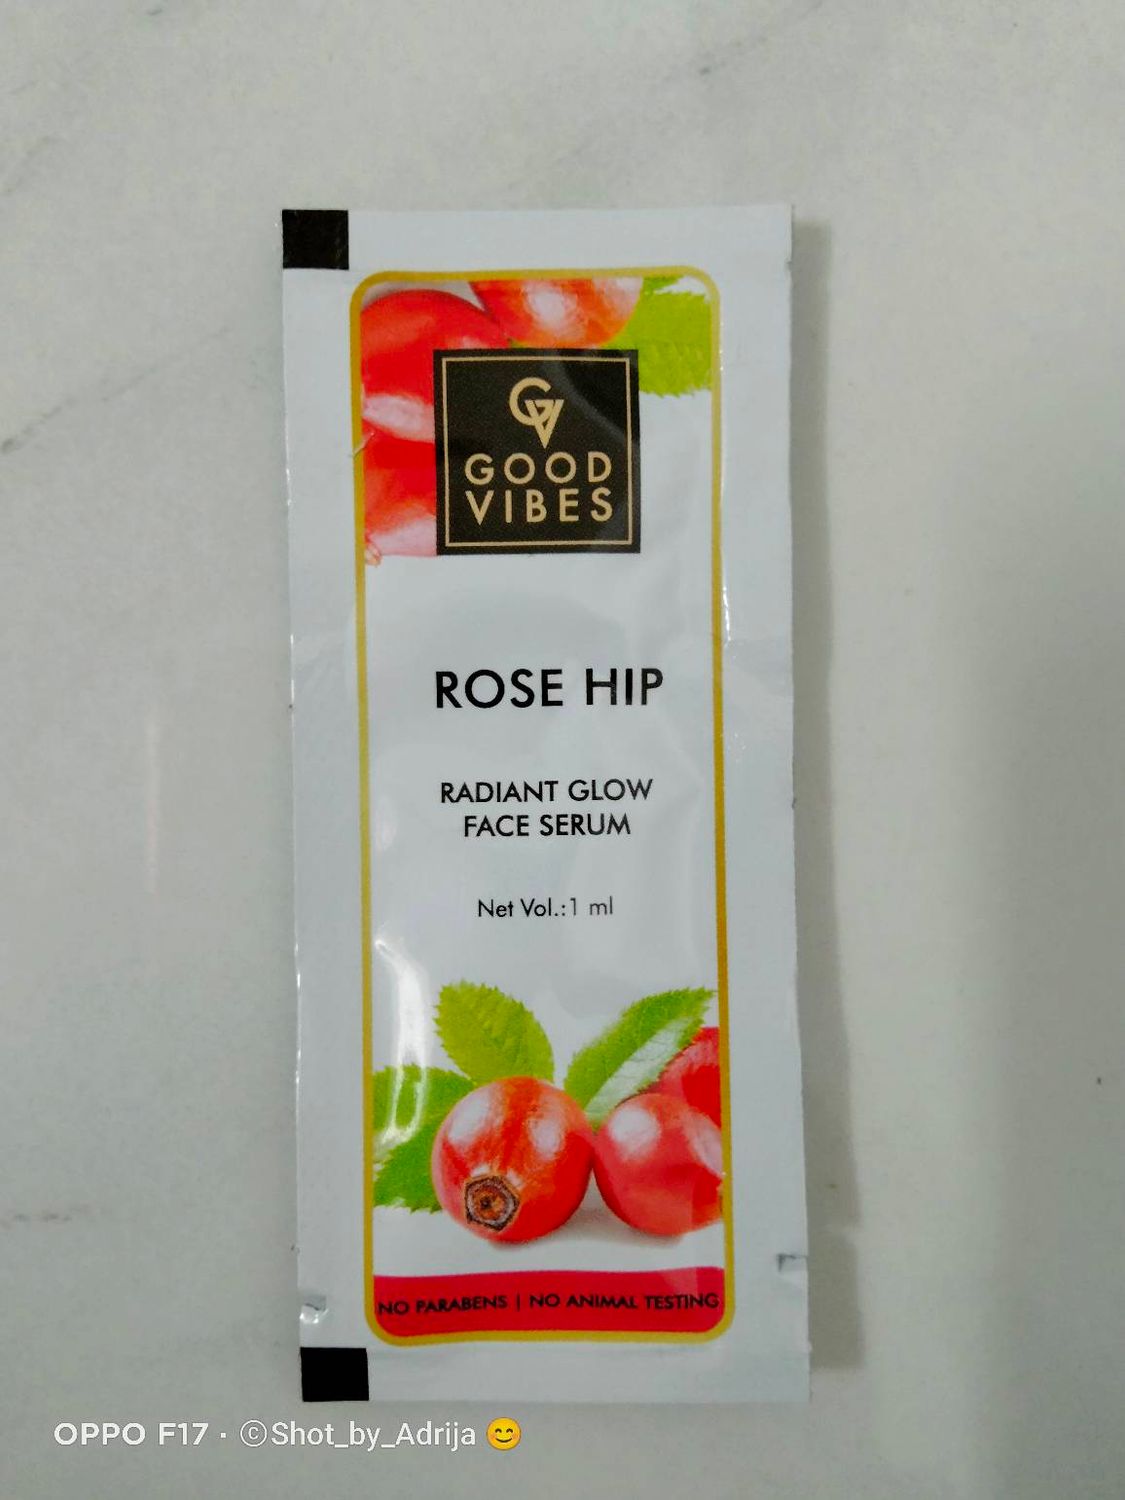 GV
GOOD
VIBES
ROSE HIP
RADIANT GLOW
FACE SERUM
Net Vol.:1 ml
NO PARABENS | NO ANIMAL TESTING
OPPO F17 · ©Shot_by_Adrija 😊